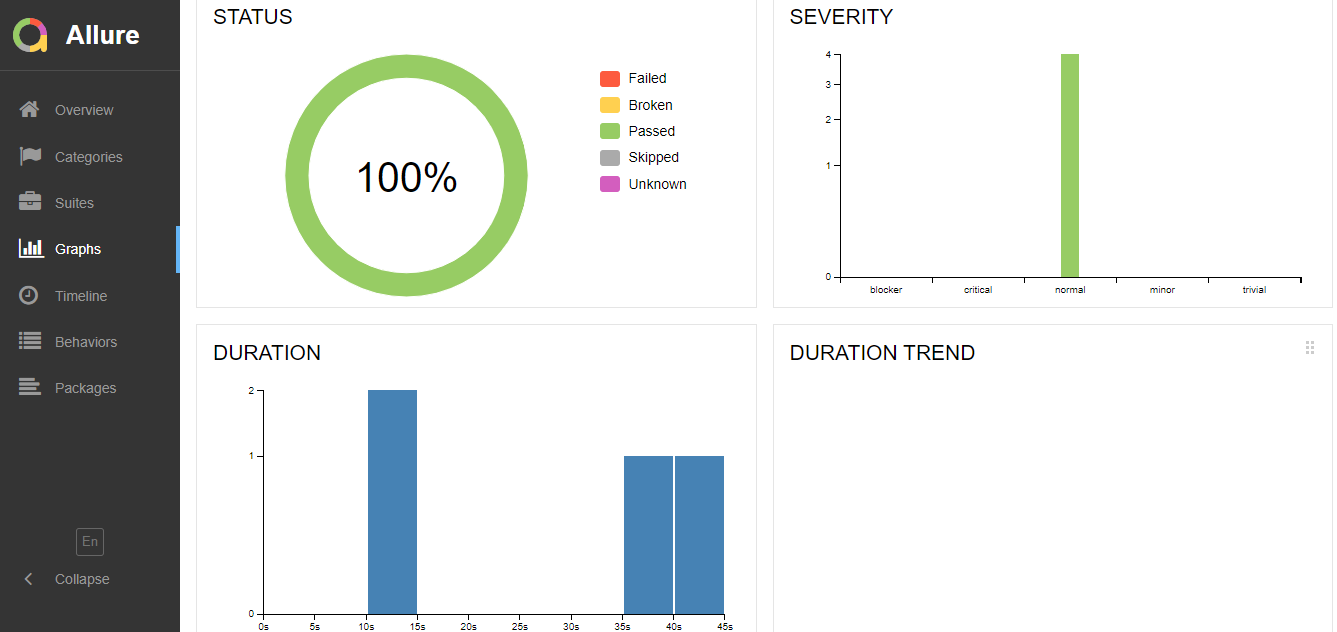 Allure
Overview
Categories
Suites
Graphs
Timeline
Behaviors
Packages
En
Collapse
STATUS
100%
Failed
Broken
Passed
Skipped
Unknown
SEVERITY
4
3
2
1
0
blocker critical normal minor trivial
DURATION
2
1
0
0s 5s 10s 15s 20s 25s 30s 35s 40s 45s
DURATION TREND